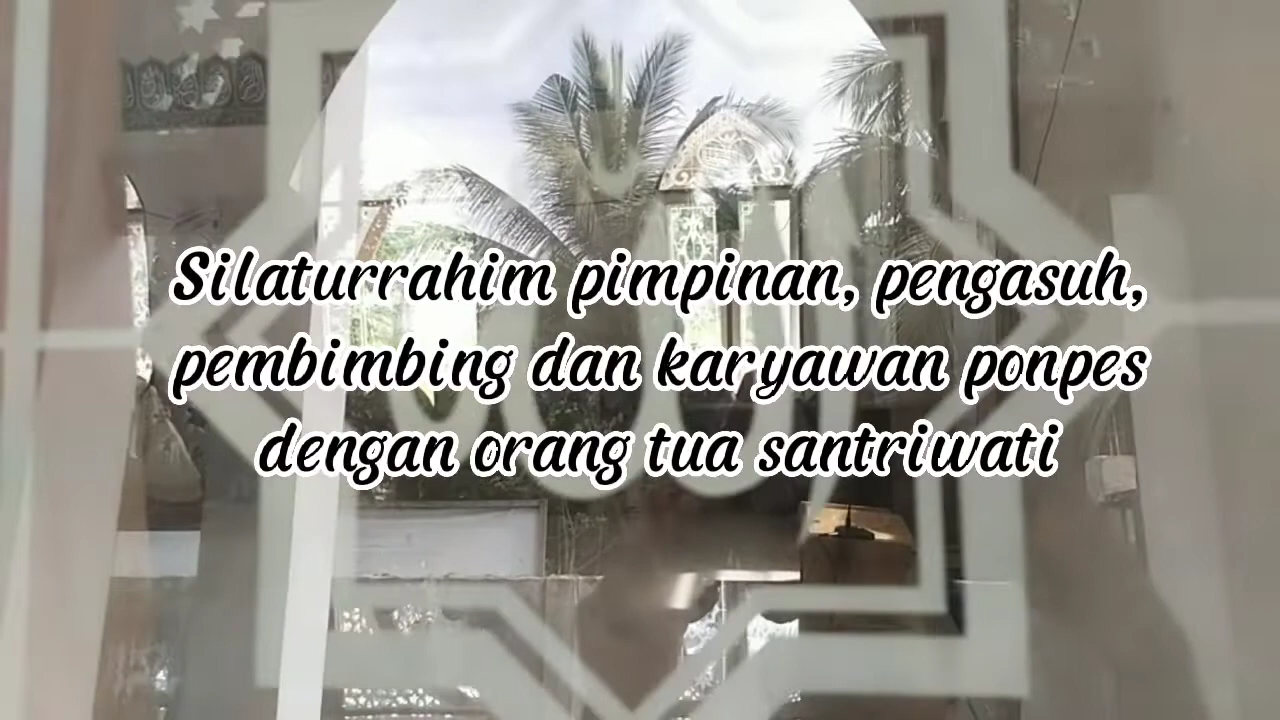 Silaturrahim pimpinan, pengasuh,
pembimbing dan karyawan ponpes
dengan orang tua santriwati